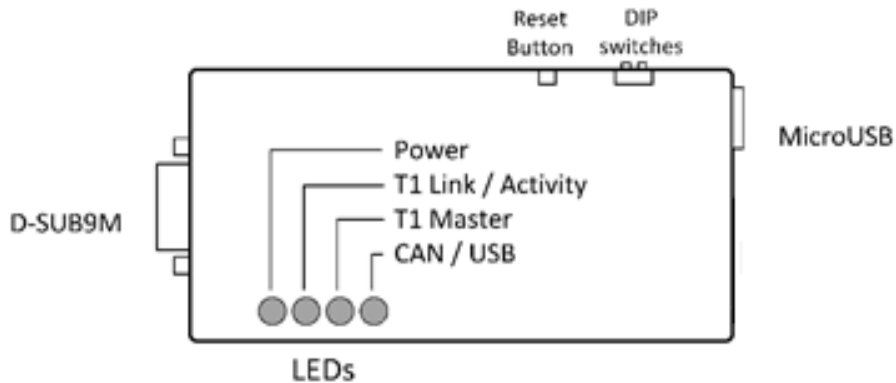 Reset
Button
DIP
switches
MicroUSB
Power
T1 Link / Activity
T1 Master
D-SUB9M
CAN / USB
LEDs